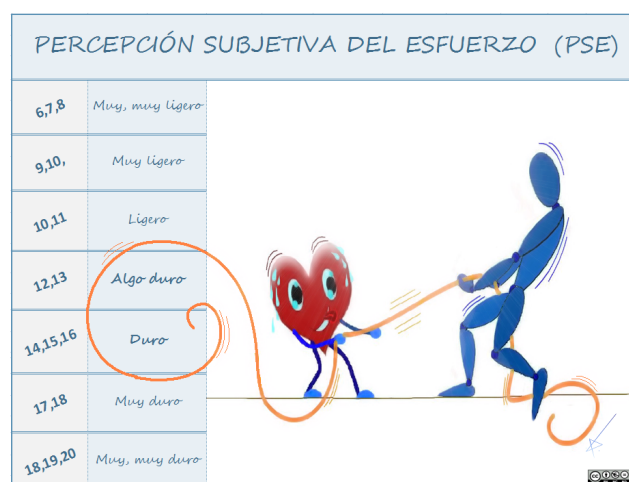 PERCEPCIÓN SUBJETIVA DEL ESFUERZO (PSE)
6,7,8 Muy, muy ligero
9,10, Muy ligero
10,11 Ligero
12,13 Algo duro
14,15,16 Duro
17,18 Muy duro
18,19,20 Muy, muy duro